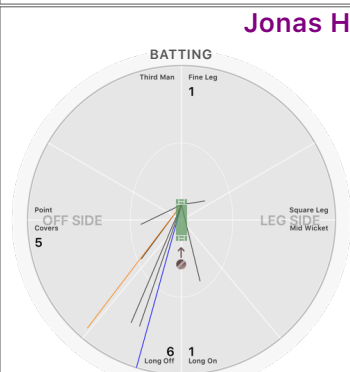 Jonas H
BATTING
Third Man Fine Leg
1
Point Square Leg
OFF SIDE LEG SIDE
Covers Mid Wicket
5
6 1
Long Off Long On